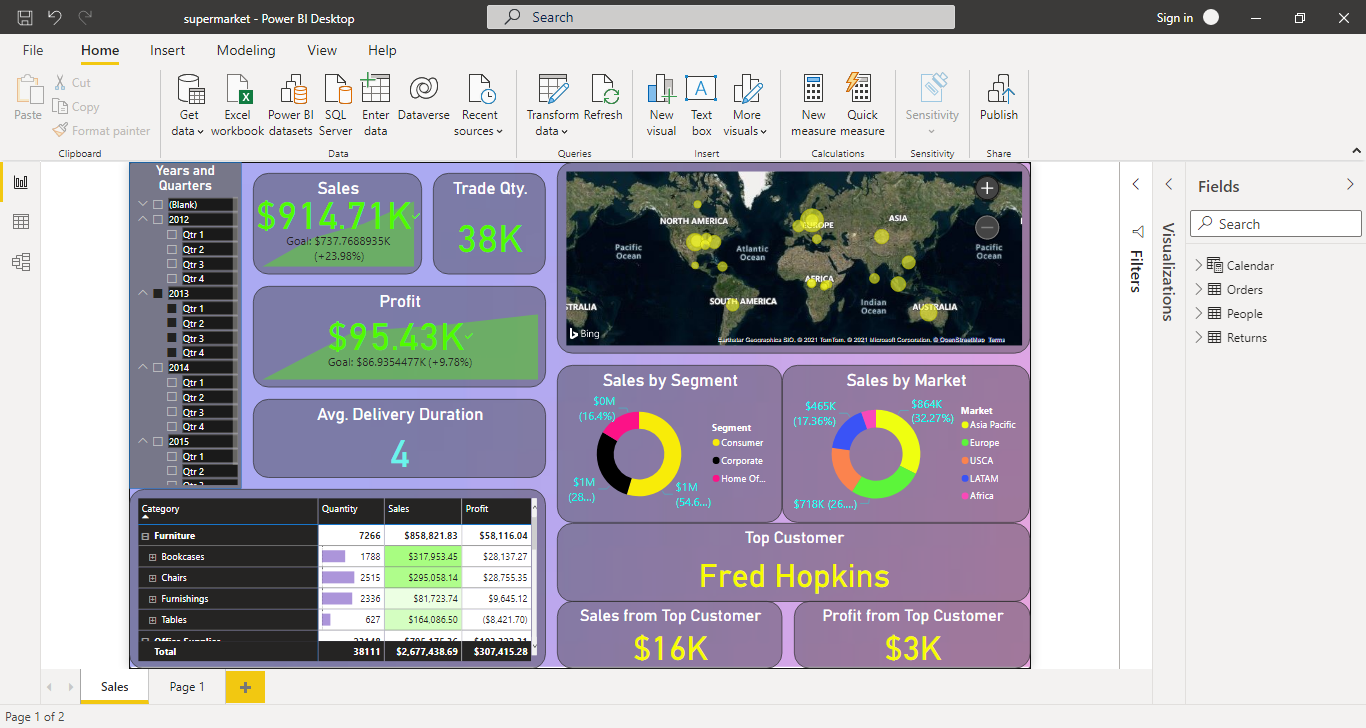 supermarket - Power BI Desktop
Search
Sign in
File Home Insert Modeling View Help
Paste
Cut
Copy
Format painter
Clipboard
Get data
Excel workbook
Power BI datasets
SQL Server
Enter data
Dataverse
Recent sources
Data
Transform data
Refresh
Queries
New visual
Text box
More visuals
Insert
New measure
Quick measure
Calculations
Sensitivity
Sensitivity
Publish
Share
Years and
Quarters
(Blank)
2012
Qtr 1
Qtr 2
Qtr 3
Qtr 4
2013
Qtr 1
Qtr 2
Qtr 3
Qtr 4
2014
Qtr 1
Qtr 2
Qtr 3
Qtr 4
2015
Qtr 1
Qtr 2
Sales
$914.71K
Goal: $737.7688935K
(+23.98%)
Trade Qty.
38K
Profit
$95.43K
Goal: $86.9354477K (+9.78%)
Avg. Delivery Duration
4
NORTH AMERICA
EUROPE
ASIA
Pacific
Ocean
Atlantic
Ocean
Pacific
Ocean
AFRICA
STRALIA
SOUTH AMERICA
Indian
Ocean
AUSTRALIA
Bing
Earthstar Geographics SIO, © 2021 TomTom, © 2021 Microsoft Corporation, © OpenStreetMap Terms
Sales by Segment
$0M
(16.4%)
$1M
(28...)
$1M
(54.6...)
Segment
Consumer
Corporate
Home Of...
Sales by Market
$465K
(17.36%)
$864K
(32.27%)
$718K (26....)
Market
Asia Pacific
Europe
USCA
LATAM
Africa
Category Quantity Sales Profit
Furniture 7266 $858,821.83 $58,116.04
Bookcases 1788 $317,953.45 $28,137.27
Chairs 2515 $295,058.14 $28,755.35
Furnishings 2336 $81,723.74 $9,645.12
Tables 627 $164,086.50 ($8,421.70)
Total 38111 $2,677,438.69 $307,415.28
Top Customer
Fred Hopkins
Sales from Top Customer
$16K
Profit from Top Customer
$3K
Filters
Visualizations
Fields
Search
Calendar
Orders
People
Returns
Sales
Page 1
Page 1 of 2